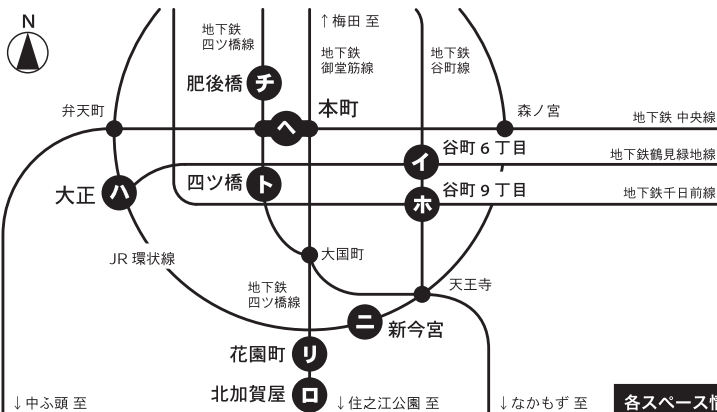 N
↑梅田 至
地下鉄
四ツ橋線
地下鉄
御堂筋線
地下鉄
谷町線
肥後橋
チ
弁天町
本町
ヘ
森ノ宮
地下鉄 中央線
谷町6丁目
イ
地下鉄鶴見緑地線
大正
ハ
四ツ橋
ト
谷町9丁目
ホ
地下鉄千日前線
JR 環状線
大国町
天王寺
地下鉄
四ツ橋線
ニ
新今宮
花園町
リ
北加賀屋
ロ
↓中ふ頭 至
↓住之江公園 至
↓なかもず 至
各スペース情